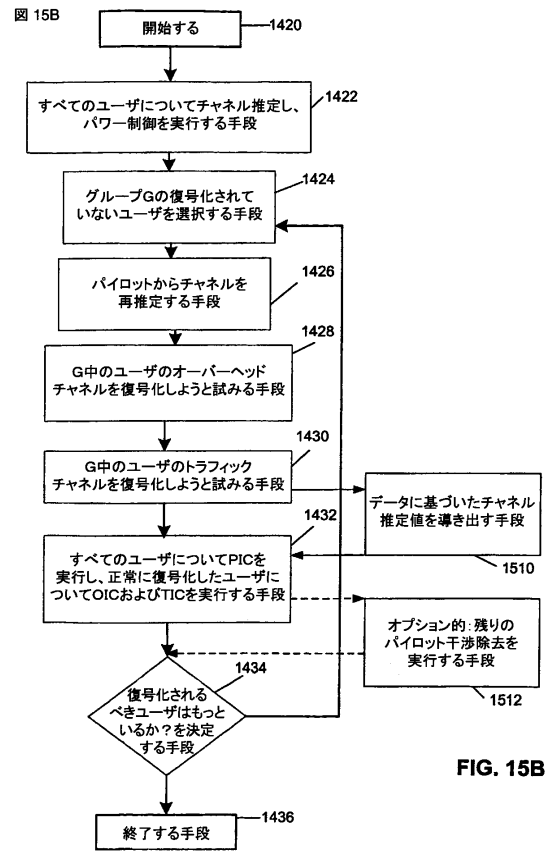 図 15B
開始する
1420
すべてのユーザについてチャネル推定し、
パワー制御を実行する手段
1422
グループGの復号化されて
いないユーザを選択する手段
1424
パイロットからチャネルを
再推定する手段
1426
G中のユーザのオーバーヘッド
チャネルを復号化しようと試みる手段
1428
G中のユーザのトラフィック
チャネルを復号化しようと試みる手段
1430
データに基づいたチャネル
推定値を導き出す手段
1510
すべてのユーザについてPICを
実行し、正常に復号化したユーザに
ついてOICおよびTICを実行する手段
1432
オプション的：残りの
パイロット干渉除去を
実行する手段
1512
復号化される
べきユーザはもっと
いるか？を決定
する手段
1434
FIG. 15B
終了する手段
1436